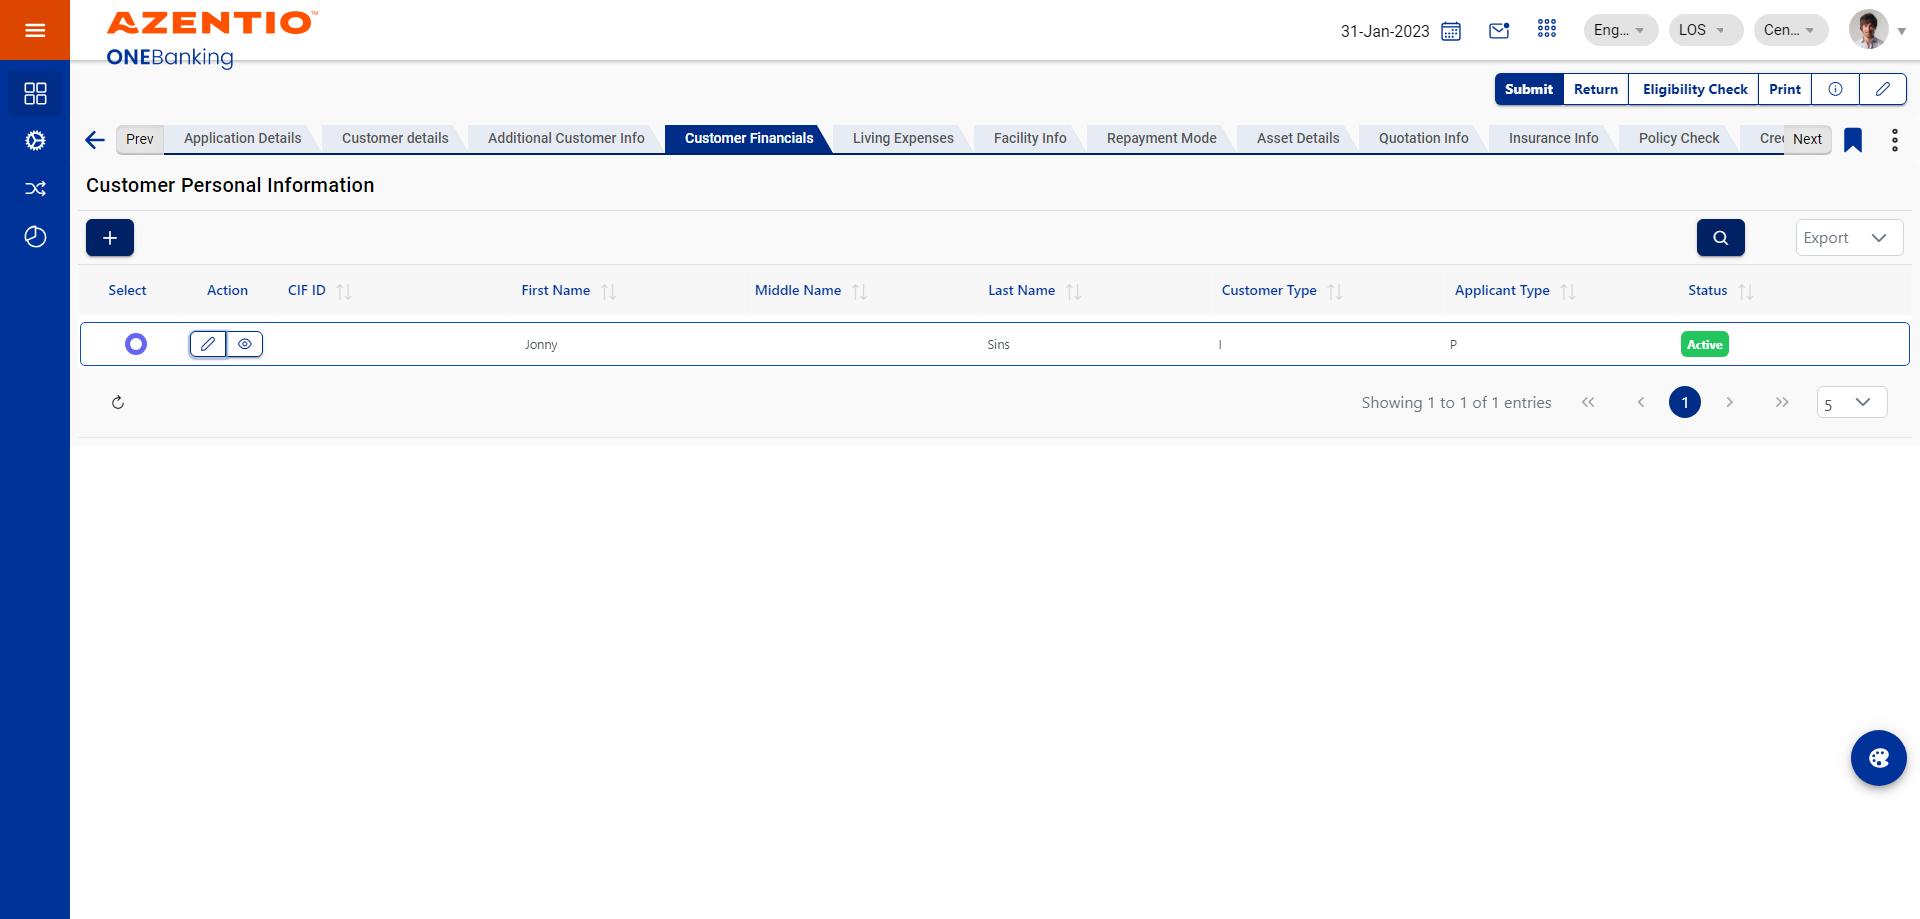 AZENTIO™
ONEBanking
31-Jan-2023
Eng...
LOS
Cen...
Submit
Return
Eligibility Check
Print
Prev
Application Details
Customer details
Additional Customer Info
Customer Financials
Living Expenses
Facility Info
Repayment Mode
Asset Details
Quotation Info
Insurance Info
Policy Check
Cre
Next
Customer Personal Information
Export
Select
Action
CIF ID
First Name
Middle Name
Last Name
Customer Type
Applicant Type
Status
Jonny
Sins
I
P
Active
Showing 1 to 1 of 1 entries
1
5